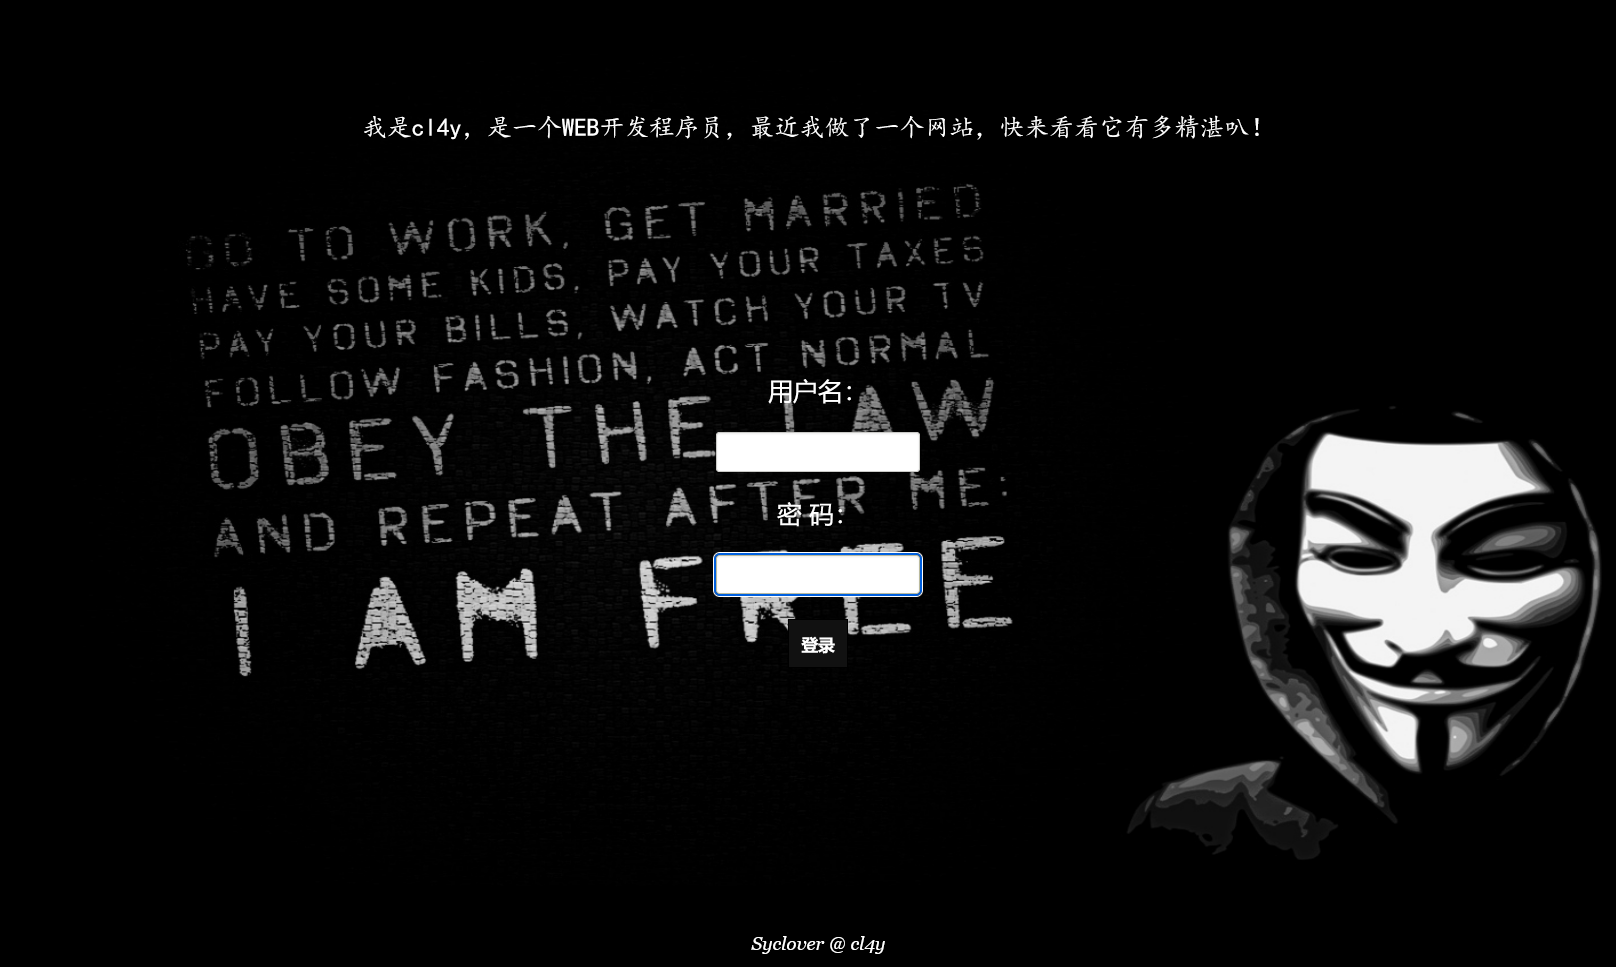 我是cl4y，是一个WEB开发程序员，最近我做了一个网站，快来看看它有多精湛叭！
GO TO WORK, GET MARRIED
HAVE SOME KIDS, PAY YOUR TAXES
PAY YOUR BILLS, WATCH YOUR TV
FOLLOW FASHION, ACT NORMAL
OBEY THE LAW
AND REPEAT AFTER ME:
I AM FREE
用户名：
密 码：
登录
Syclover @ cl4y